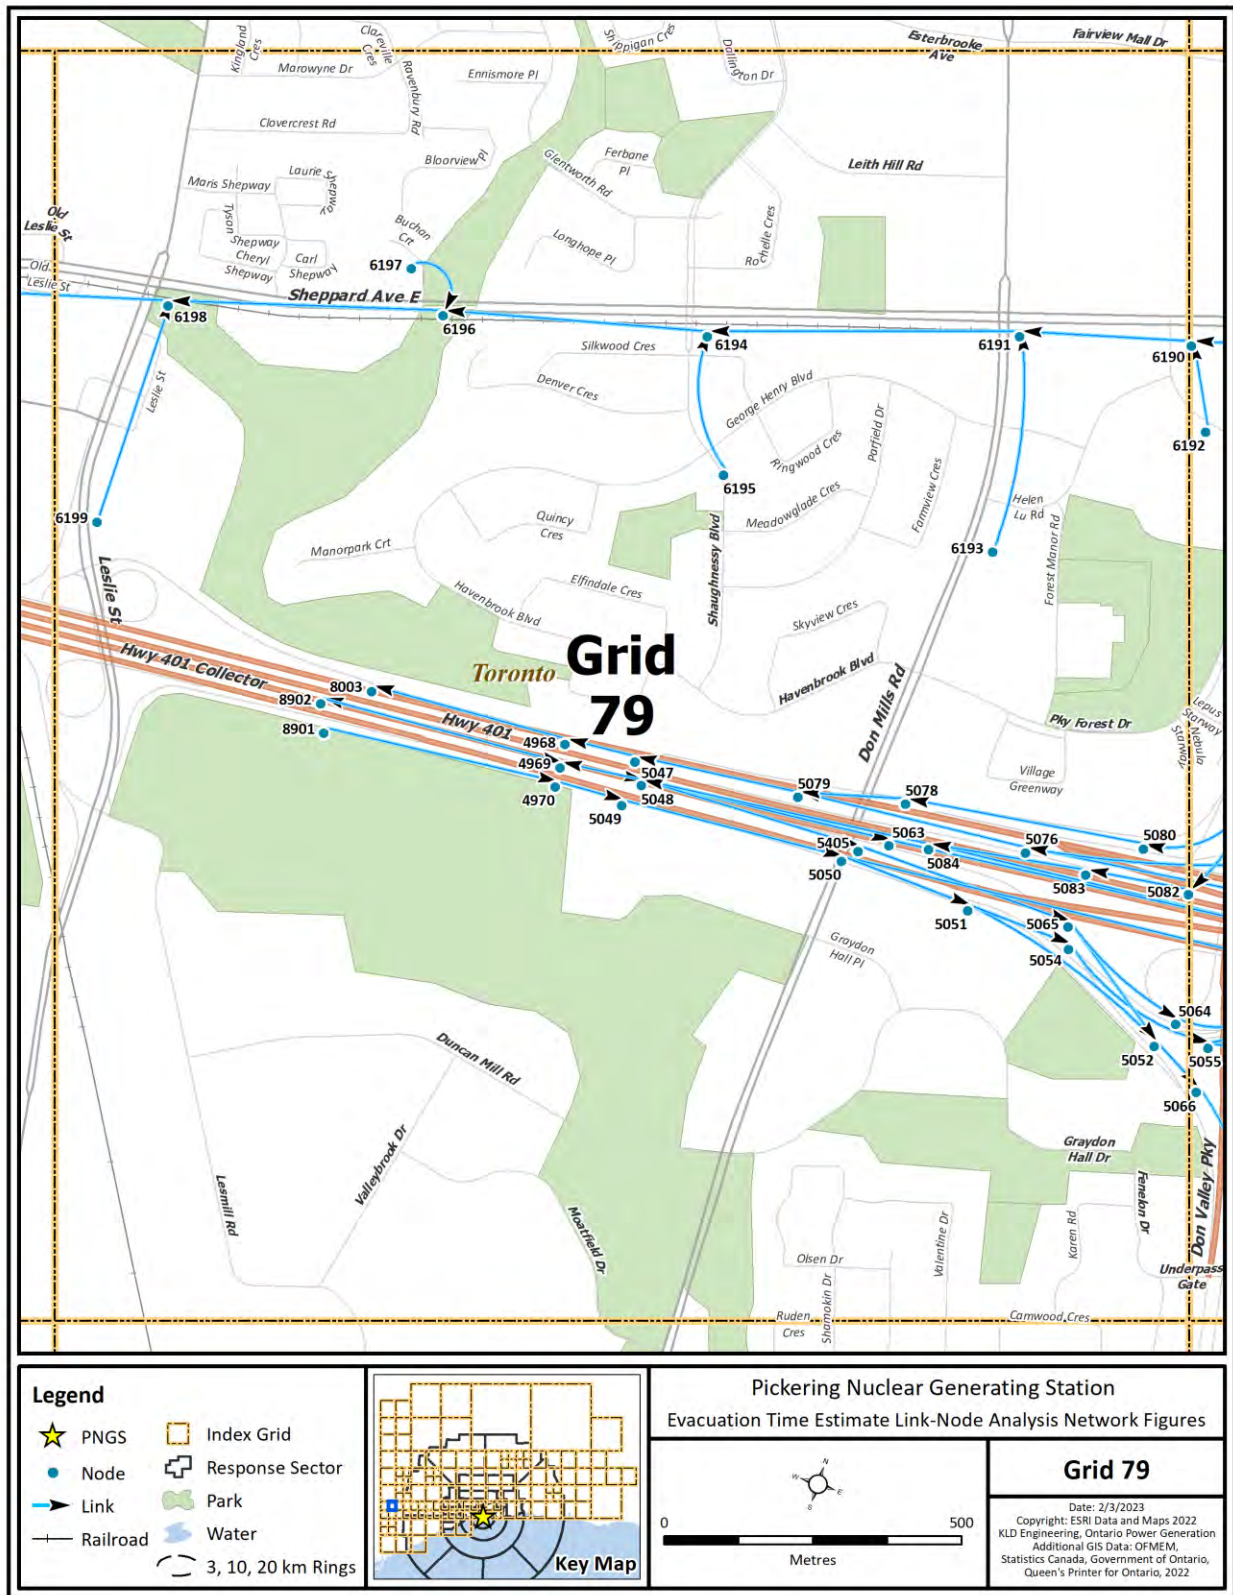 Kingland
Cres
Clareville
Cres
Shippigan Cres
Dallington Dr
Esterbrooke
Ave
Fairview Mall Dr
Marowyne Dr
Ravenbury Rd
Ennismore Pl
Clovercrest Rd
Bloorview Pl
Ferbane
Pl
Glentworth Rd
Leith Hill Rd
Laurie Shepway
Maris Shepway
Tyson
Shepway
Cheryl
Shepway
Carl
Shepway
Buchan
Crt
Longhope Pl
Rochelle Cres
Old
Leslie St
Old
Leslie St
6197
Sheppard Ave E
6198
6196
6194
6191
6190
Silkwood Cres
Leslie St
Denver Cres
George Henry Blvd
Ringwood Cres
Parfield Dr
6192
6195
Farmview Cres
Meadowglade Cres
Helen
Lu Rd
6199
Quincy
Cres
Manorpark Crt
6193
Forest Manor Rd
Leslie St
Elfindale Cres
Havenbrook Blvd
Shaughnessy Blvd
Skyview Cres
Grid
79
Toronto
Hwy 401 Collector
Havenbrook Blvd
Don Mills Rd
Lepus
Starway
Nebula
Starway
Pky Forest Dr
8003
8902
8901
Hwy 401
4968
4969
4970
5047
5048
5049
5079
5078
Village
Greenway
5080
5063
5076
5405
5084
5050
5083
5082
5051
5065
5054
Graydon
Hall Pl
5064
5052
5055
5066
Duncan Mill Rd
Valleybrook Dr
Lesmill Rd
Moatfield Dr
Graydon
Hall Dr
Fenelon Dr
Don Valley Pky
Karen Rd
Valentine Dr
Olsen Dr
Shamokin Dr
Underpass
Gate
Ruden
Cres
Camwood Cres
Legend
PNGS
Node
Link
Railroad
Index Grid
Response Sector
Park
Water
3, 10, 20 km Rings
Key Map
Pickering Nuclear Generating Station
Evacuation Time Estimate Link-Node Analysis Network Figures
N
W
E
S
0
500
Metres
Grid 79
Date: 2/3/2023
Copyright: ESRI Data and Maps 2022
KLD Engineering, Ontario Power Generation
Additional GIS Data: OFMEM,
Statistics Canada, Government of Ontario,
Queen's Printer for Ontario, 2022